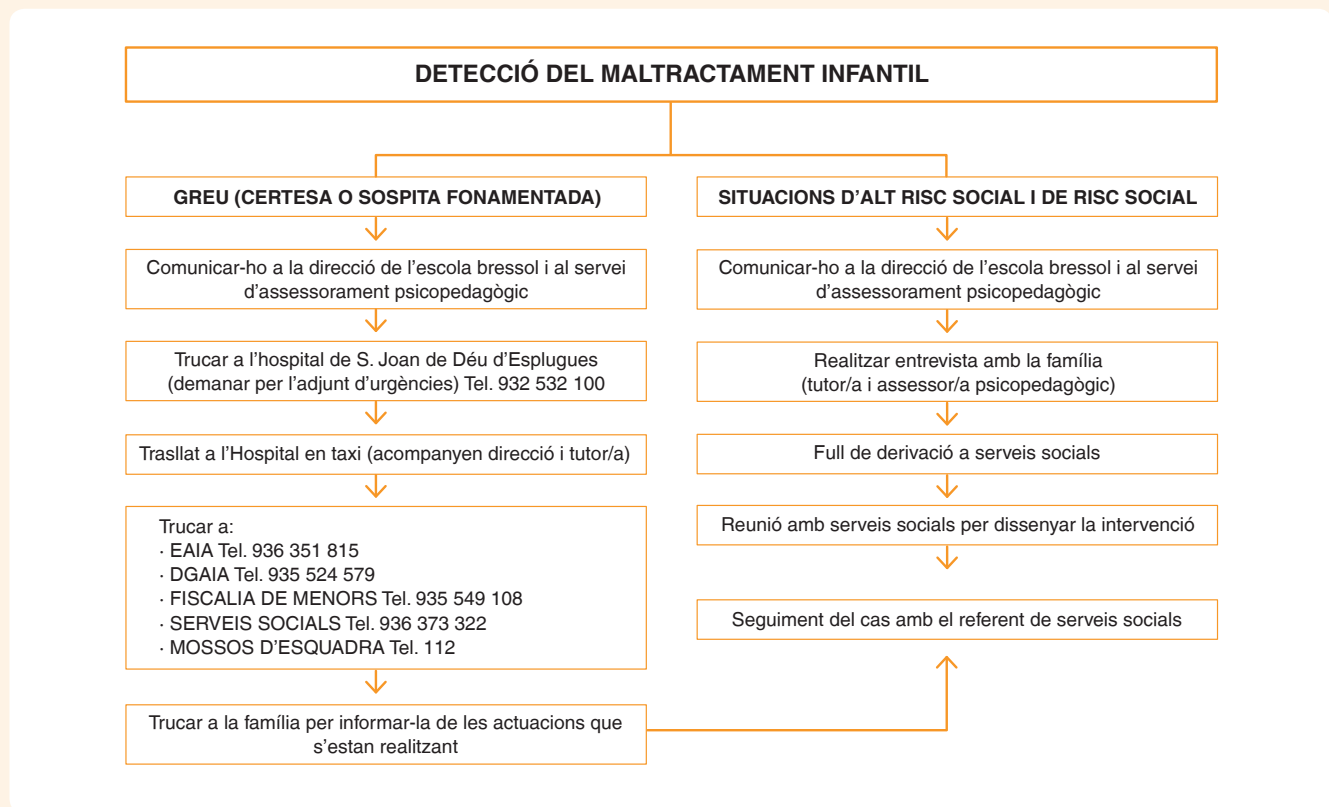 DETECCIÓ DEL MALTRACTAMENT INFANTIL
GREU (CERTESA O SOSPITA FONAMENTADA)
Comunicar-ho a la direcció de l’escola bressol i al servei
d’assessorament psicopedagògic
Trucar a l’hospital de S. Joan de Déu d’Esplugues
(demanar per l’adjunt d’urgències) Tel. 932 532 100
Trasllat a l’Hospital en taxi (acompanyen direcció i tutor/a)
Trucar a:
· EAIA Tel. 936 351 815
· DGAIA Tel. 935 524 579
· FISCALIA DE MENORS Tel. 935 549 108
· SERVEIS SOCIALS Tel. 936 373 322
· MOSSOS D’ESQUADRA Tel. 112
Trucar a la família per informar-la de les actuacions que
s’estan realitzant
SITUACIONS D’ALT RISC SOCIAL I DE RISC SOCIAL
Comunicar-ho a la direcció de l’escola bressol i al servei
d’assessorament psicopedagògic
Realitzar entrevista amb la família
(tutor/a i assessor/a psicopedagògic)
Full de derivació a serveis socials
Reunió amb serveis socials per dissenyar la intervenció
Seguiment del cas amb el referent de serveis socials